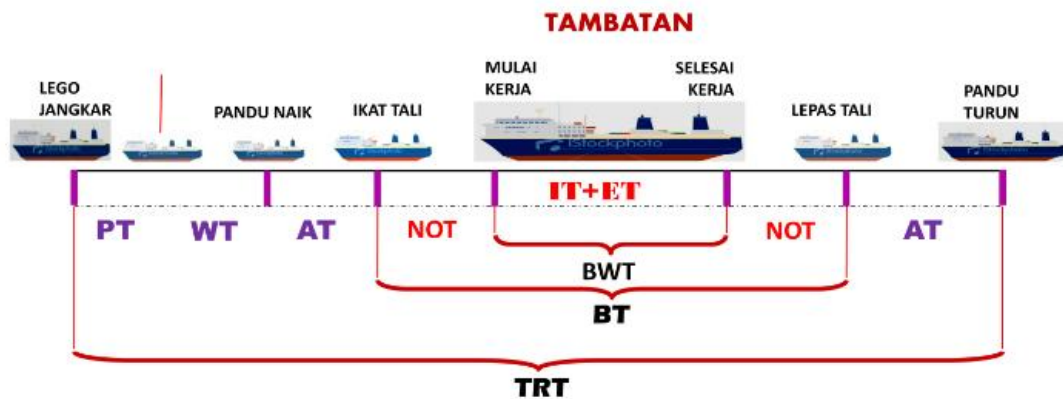 TAMBATAN
LEGO
JANGKAR
PANDU NAIK
IKAT TALI
MULAI
KERJA
SELESAI
KERJA
LEPAS TALI
PANDU
TURUN
iStockphoto
IT+ET
PT
WT
AT
NOT
NOT
AT
BWT
BT
TRT